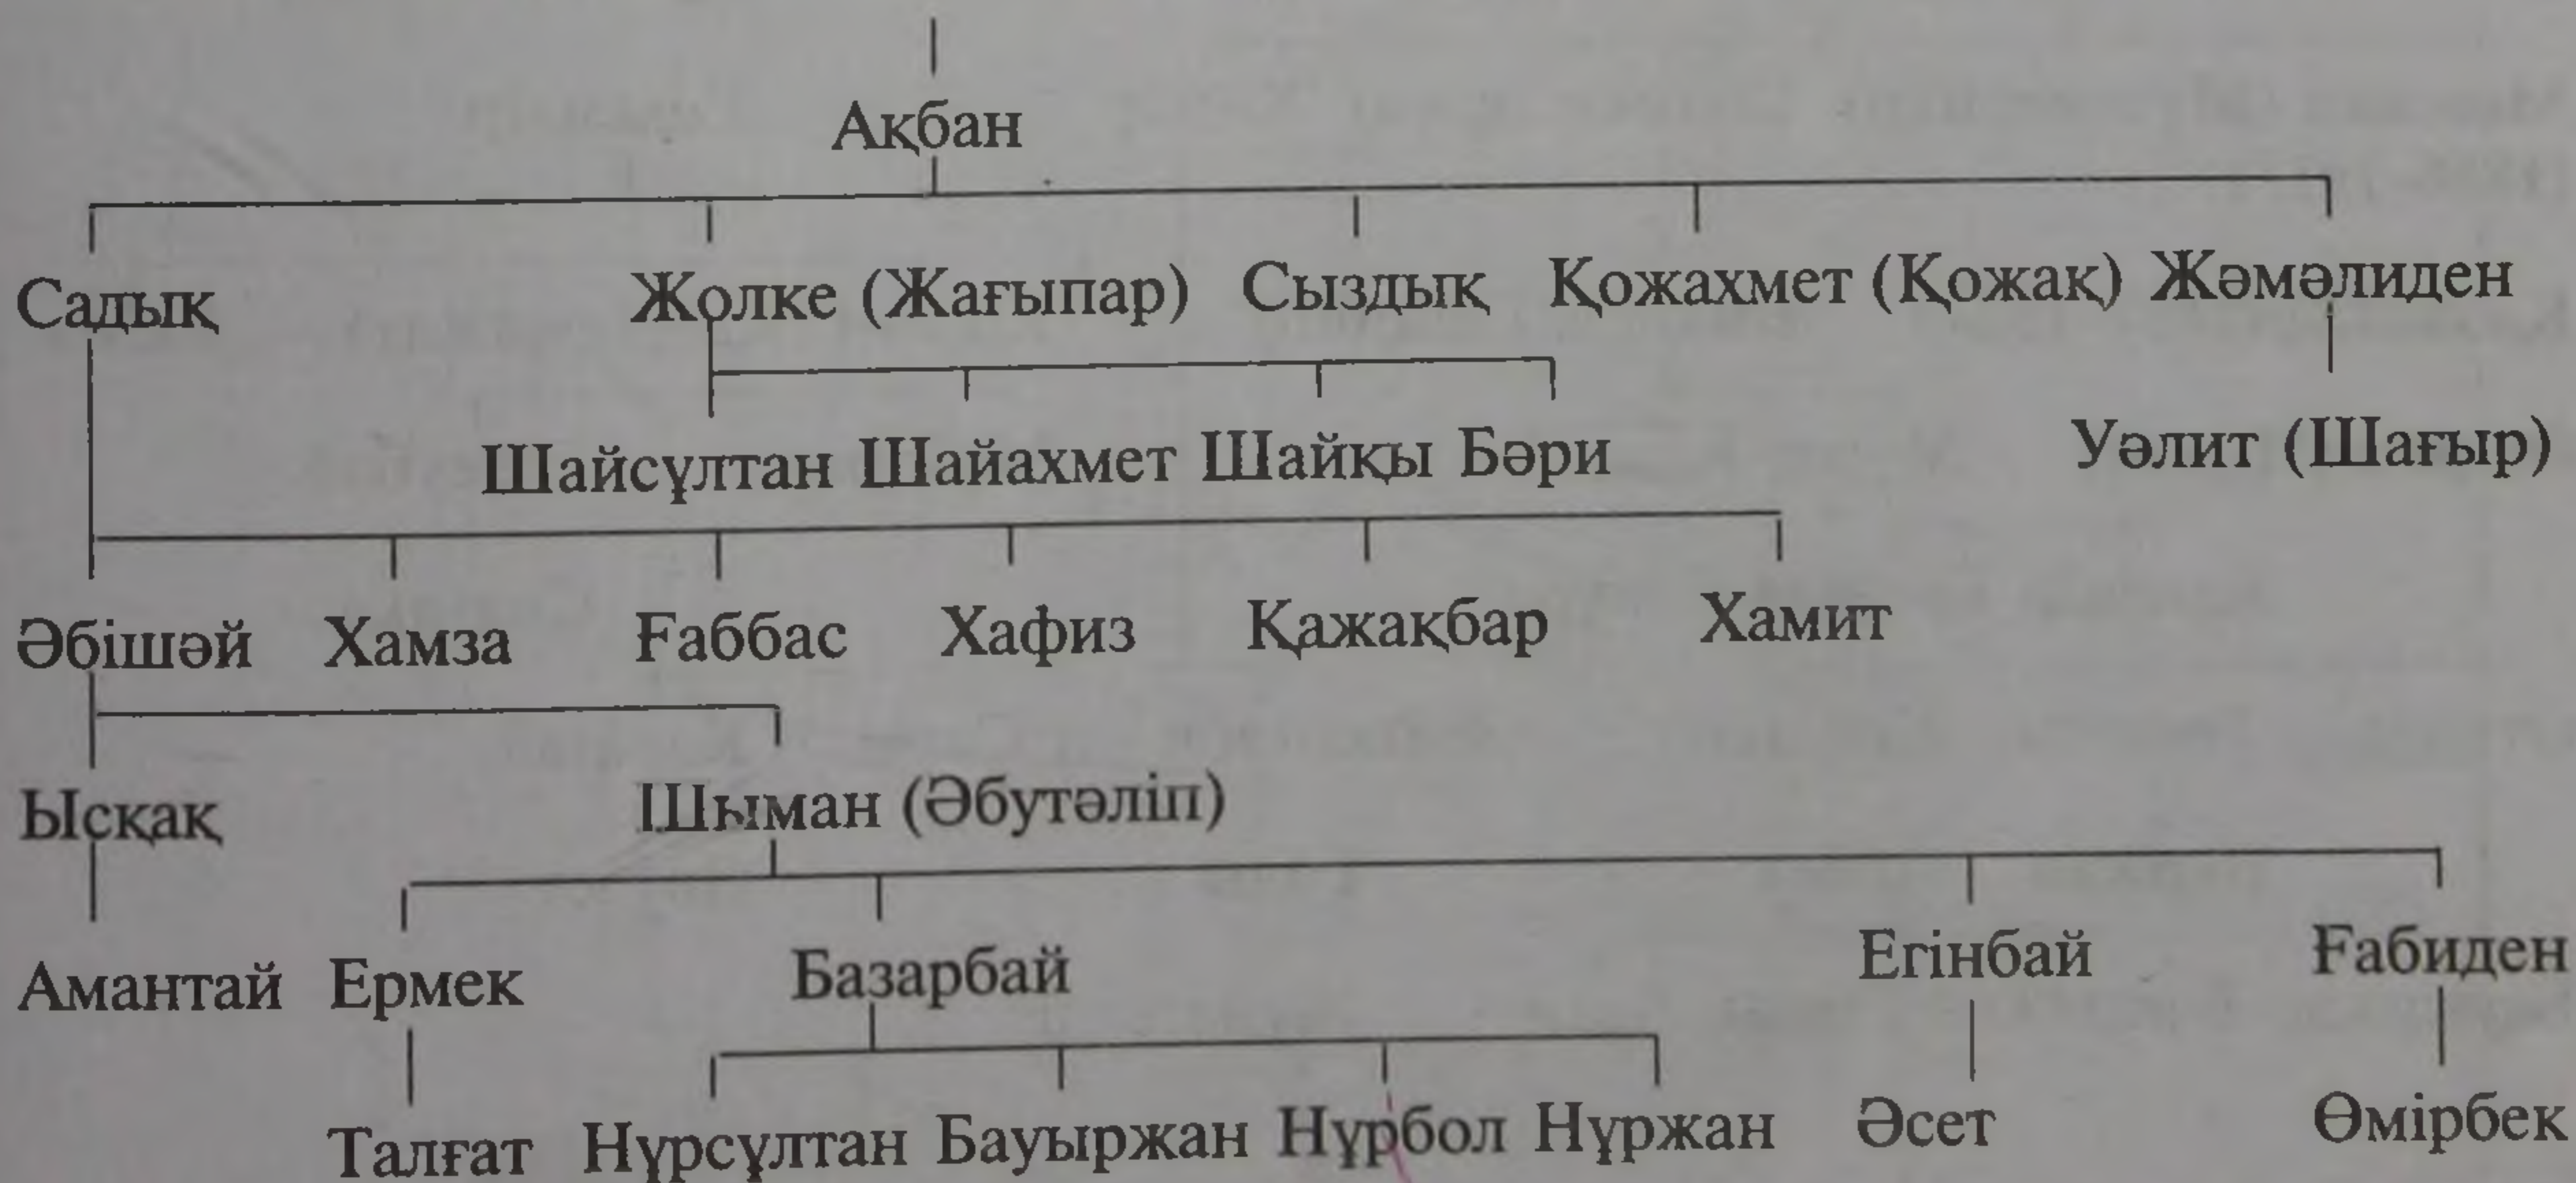 Ақбан
Садық Жолке (Жағыпар) Сыздық Қожахмет (Қожақ) Жәмәлиден
Шайсұлтан Шайахмет Шайқы Бәри Уәлит (Шағыр)
Әбішәй Хамза Ғаббас Хафиз Қажақбар Хамит
Ысқақ Шыман (Әбутәліп)
Амантай Ермек Базарбай Егінбай Ғабиден
Талғат Нұрсұлтан Бауыржан Нұрбол Нұржан Әсет Өмірбек